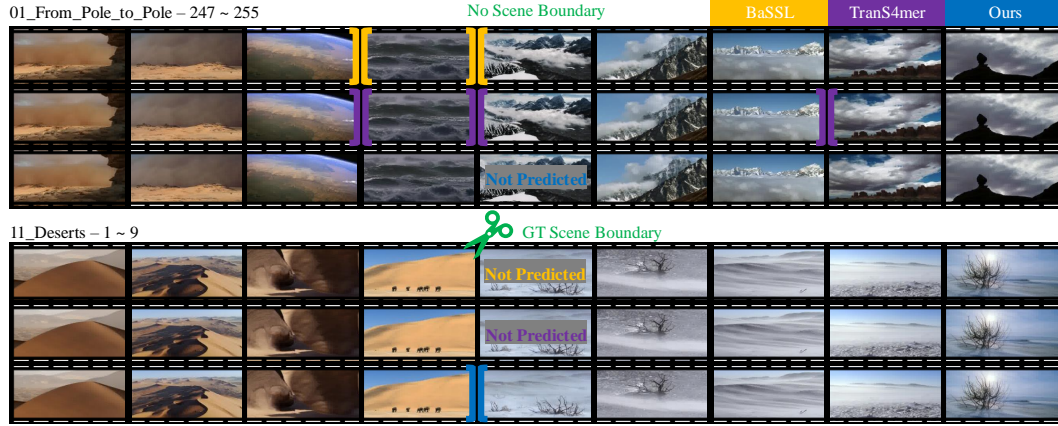 01_From_Pole_to_Pole – 247 ~ 255 No Scene Boundary BaSSL TranS4mer Ours
Not Predicted
11_Deserts – 1 ~ 9 GT Scene Boundary
Not Predicted
Not Predicted